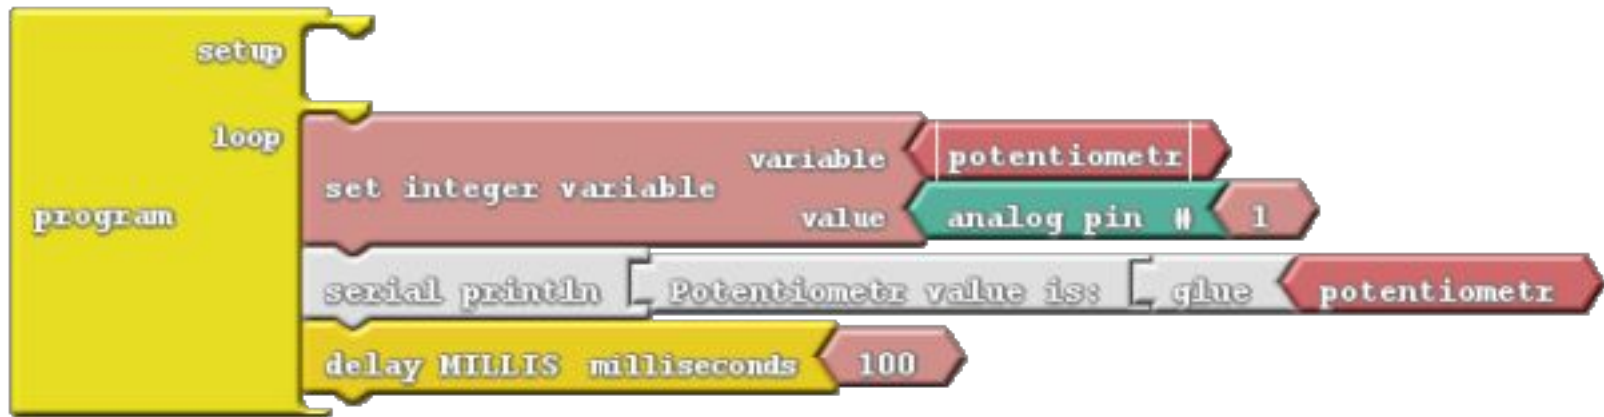 setup
loop
program
set integer variable
variable potentiometr
value analog pin # 1
serial println Potentiometr value is: glue potentiometr
delay MILLIS milliseconds 100